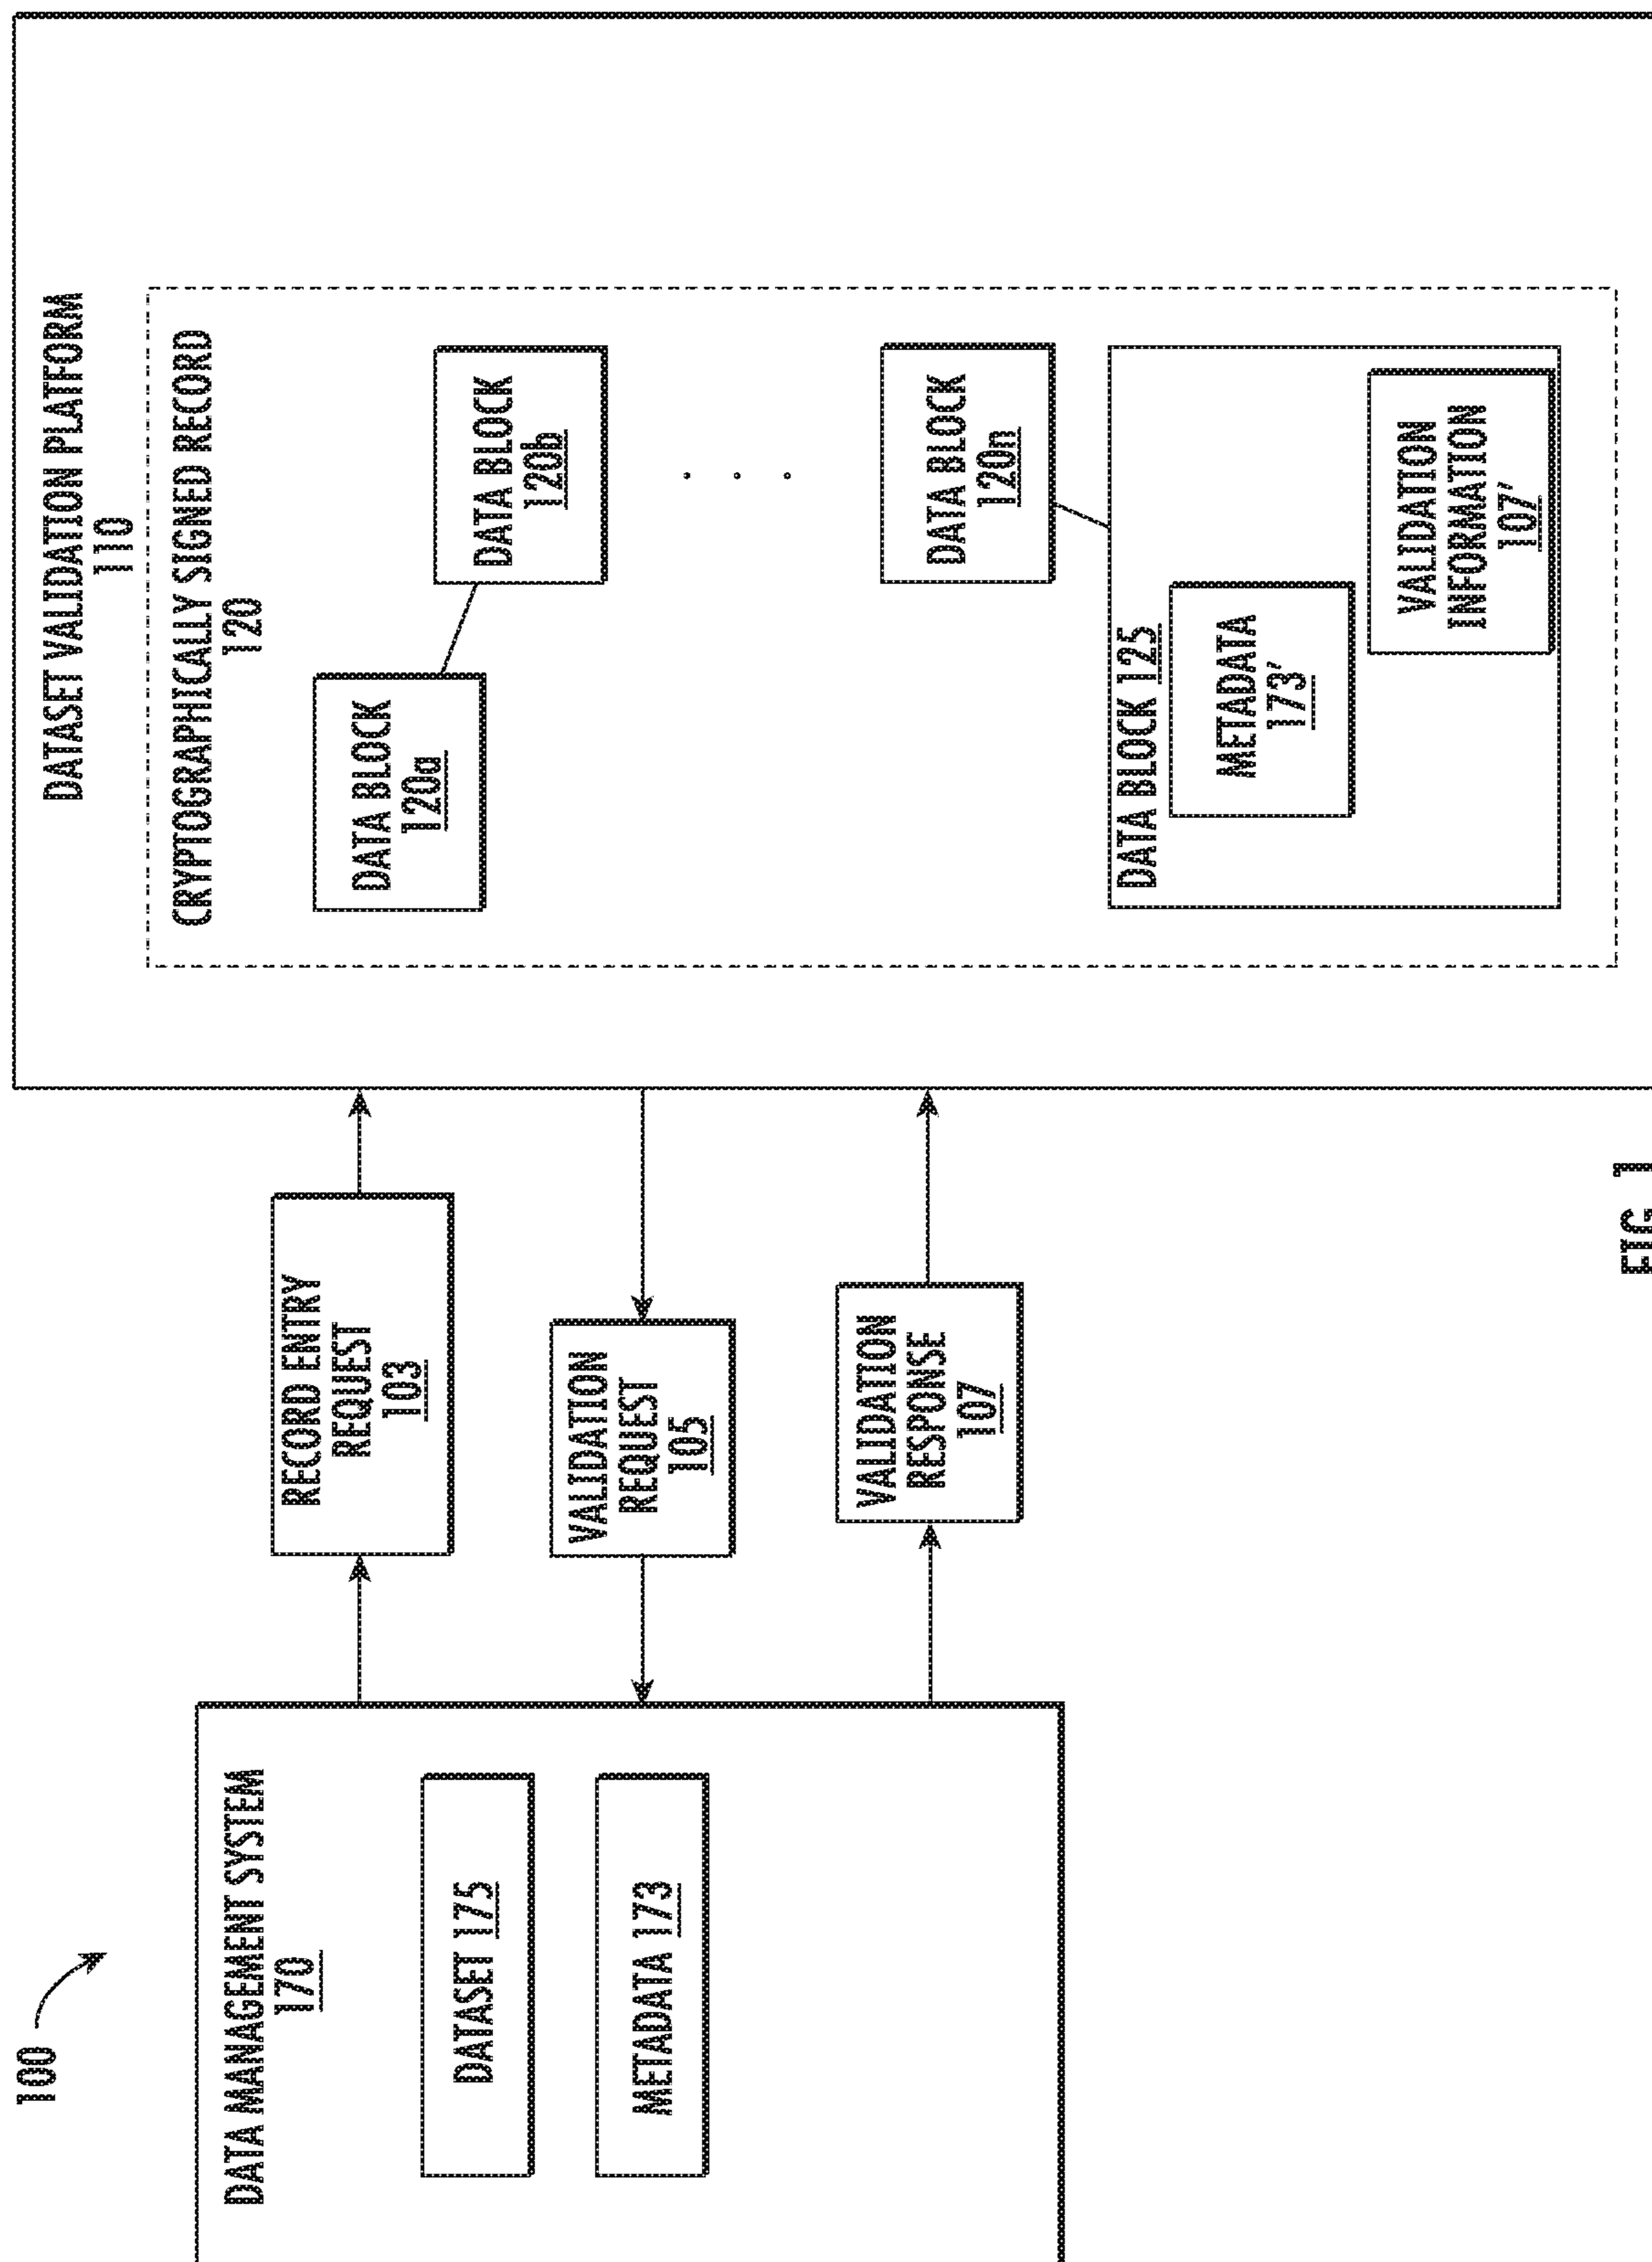 100
DATA MANAGEMENT SYSTEM
170
DATASET 175
METADATA 173
RECORD ENTRY
REQUEST
103
VALIDATION
REQUEST
105
VALIDATION
RESPONSE
107
DATASET VALIDATION PLATFORM
110
CRYPTOGRAPHICALLY SIGNED RECORD
120
DATA BLOCK
120a
DATA BLOCK
120b
. . .
DATA BLOCK
120n
DATA BLOCK 125
METADATA
173'
VALIDATION
INFORMATION
107'
FIG 1